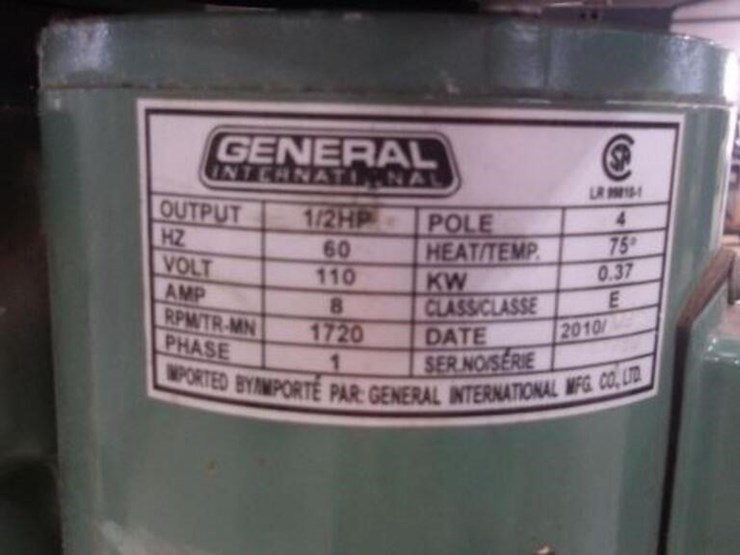 GENERAL
INTERNATIONAL
SP
LR 99810-1
OUTPUT 1/2HP POLE 4
HZ 60 HEAT/TEMP. 75°
VOLT 110 KW 0.37
AMP 8 CLASS/CLASSE E
RPM/TR-MN 1720 DATE 2010/
PHASE 1 SER.NO/SÉRIE
IMPORTED BY/IMPORTÉ PAR: GENERAL INTERNATIONAL MFG. CO., LTD.